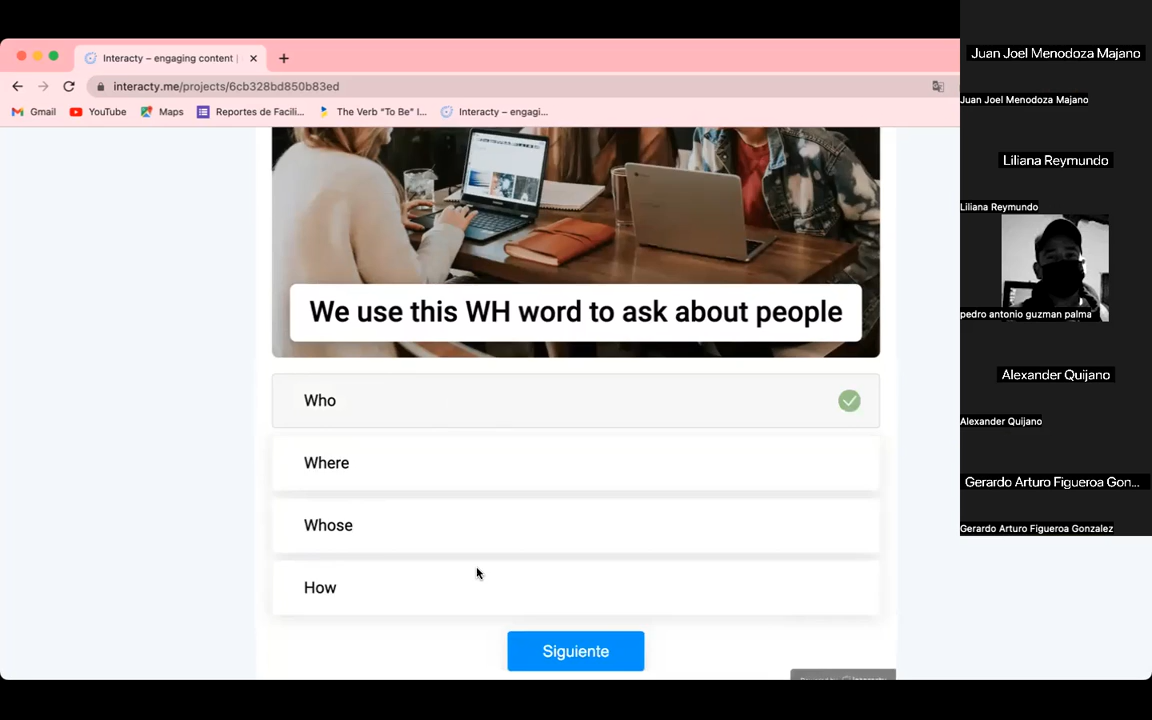 Interacty – engaging content |
interacty.me/projects/6cb328bd850b83ed
Gmail
YouTube
Maps
Reportes de Facili...
The Verb "To Be" I...
Interacty – engagi...
We use this WH word to ask about people
Who
Where
Whose
How
Siguiente
Juan Joel Menodoza Majano
Juan Joel Menodoza Majano
Liliana Reymundo
Liliana Reymundo
pedro antonio guzman palma
Alexander Quijano
Alexander Quijano
Gerardo Arturo Figueroa Gon...
Gerardo Arturo Figueroa Gonzalez